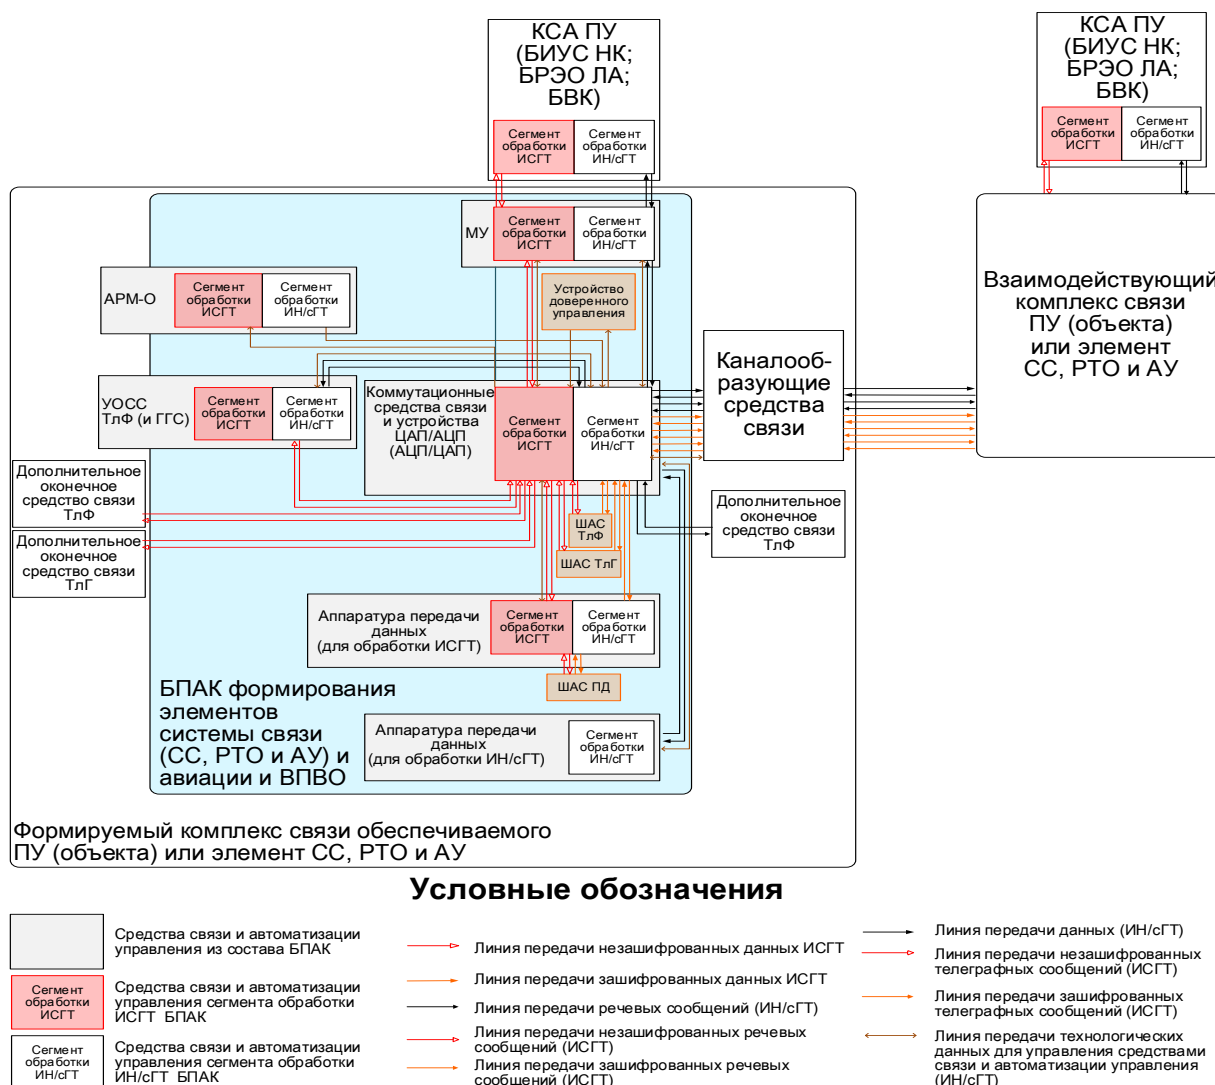 КСА ПУ
(БИУС НК;
БРЭО ЛА;
БВК)
Сегмент
обработки
ИСГТ
Сегмент
обработки
ИН/сГТ
КСА ПУ
(БИУС НК;
БРЭО ЛА;
БВК)
Сегмент
обработки
ИСГТ
Сегмент
обработки
ИН/сГТ
МУ
Сегмент
обработки
ИСГТ
Сегмент
обработки
ИН/сГТ
АРМ-О
Сегмент
обработки
ИСГТ
Сегмент
обработки
ИН/сГТ
Устройство
доверенного
управления
Взаимодействующий
комплекс связи
ПУ (объекта)
или элемент
СС, РТО и АУ
Каналооб-
разующие
средства
связи
УОСС
ТлФ (и ГГС)
Сегмент
обработки
ИСГТ
Сегмент
обработки
ИН/сГТ
Коммутационные
средства связи
и устройства
ЦАП/АЦП
(АЦП/ЦАП)
Сегмент
обработки
ИСГТ
Сегмент
обработки
ИН/сГТ
Дополнительное
оконечное
средство связи
ТлФ
Дополнительное
оконечное
средство связи
ТлГ
Дополнительное
оконечное
средство связи
ТлФ
ШАС
ТлФ
ШАС ТлГ
Аппаратура передачи
данных
(для обработки ИСГТ)
Сегмент
обработки
ИСГТ
Сегмент
обработки
ИН/сГТ
ШАС ПД
БПАК формирования
элементов
системы связи
(СС, РТО и АУ) и
авиации и ВПВО
Аппаратура передачи
данных
(для обработки ИН/сГТ)
Сегмент
обработки
ИН/сГТ
Формируемый комплекс связи обеспечиваемого
ПУ (объекта) или элемент СС, РТО и АУ
Условные обозначения
Средства связи и автоматизации
управления из состава БПАК
Сегмент
обработки
ИСГТ
Средства связи и автоматизации
управления сегмента обработки
ИСГТ БПАК
Сегмент
обработки
ИН/сГТ
Средства связи и автоматизации
управления сегмента обработки
ИН/сГТ БПАК
Линия передачи незашифрованных данных ИСГТ
Линия передачи зашифрованных данных ИСГТ
Линия передачи речевых сообщений (ИН/сГТ)
Линия передачи незашифрованных речевых
сообщений (ИСГТ)
Линия передачи зашифрованных речевых
сообщений (ИСГТ)
Линия передачи данных (ИН/сГТ)
Линия передачи незашифрованных
телеграфных сообщений (ИСГТ)
Линия передачи зашифрованных
телеграфных сообщений (ИСГТ)
Линия передачи технологических
данных для управления средствами
связи и автоматизации управления
(ИН/сГТ)